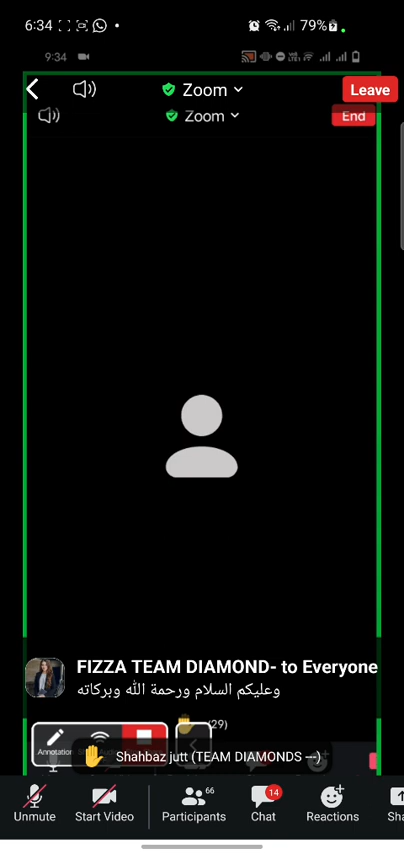 6:34
79%
9:34
Zoom
Leave
Zoom
End
FIZZA TEAM DIAMOND- to Everyone
وعليكم السلام ورحمة الله وبركاته
(29)
Annotation
Shahbaz jutt (TEAM DIAMONDS ---)
66
14
Unmute
Start Video
Participants
Chat
Reactions
Sha